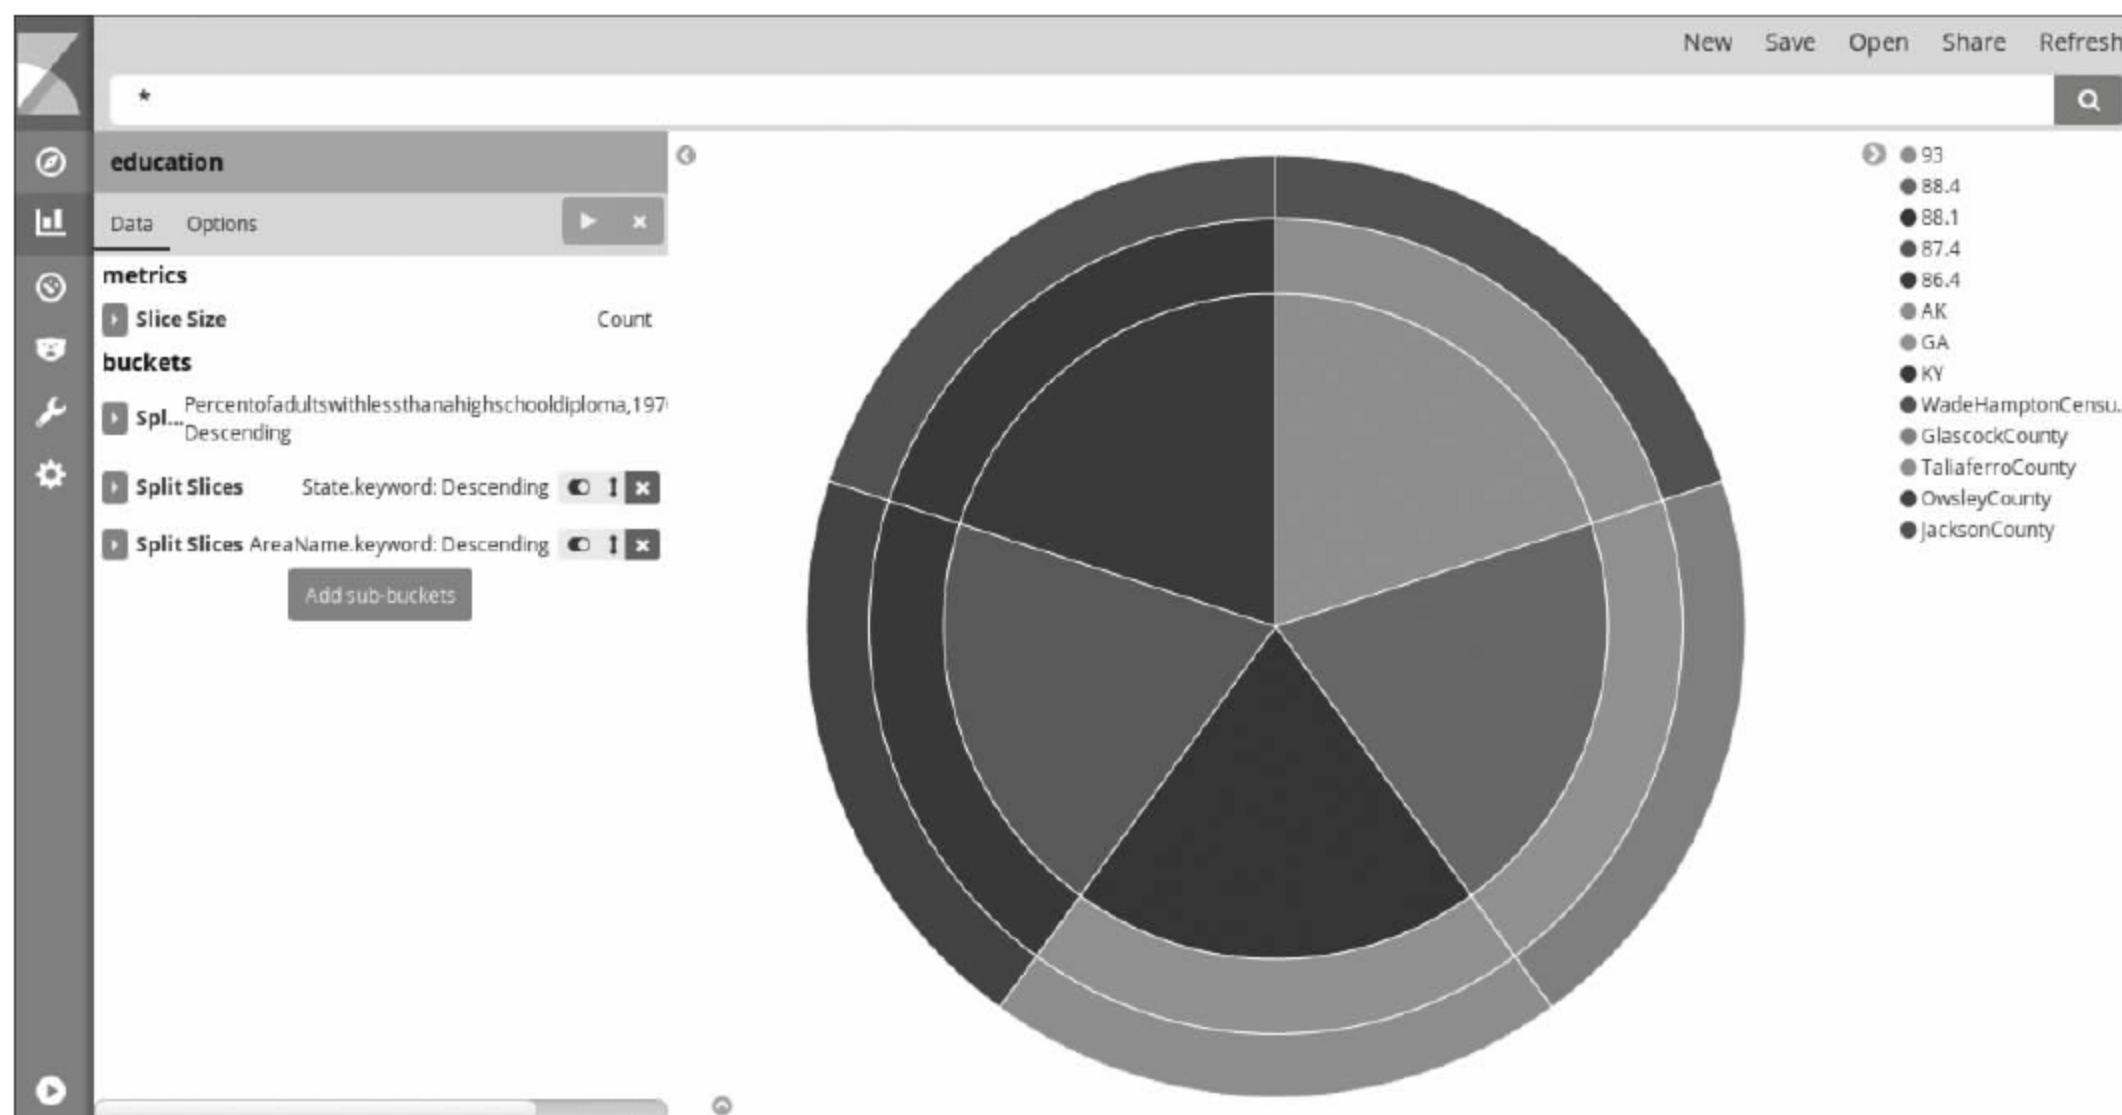 New Save Open Share Refresh
*
education
Data Options
metrics
Slice Size Count
buckets
Spl... Percentofadultswithlessthanahighschooldiploma,197
Descending
Split Slices State.keyword: Descending
Split Slices AreaName.keyword: Descending
Add sub-buckets
93
88.4
88.1
87.4
86.4
AK
GA
KY
WadeHamptonCensu..
GlascockCounty
TaliaferroCounty
OwsleyCounty
JacksonCounty